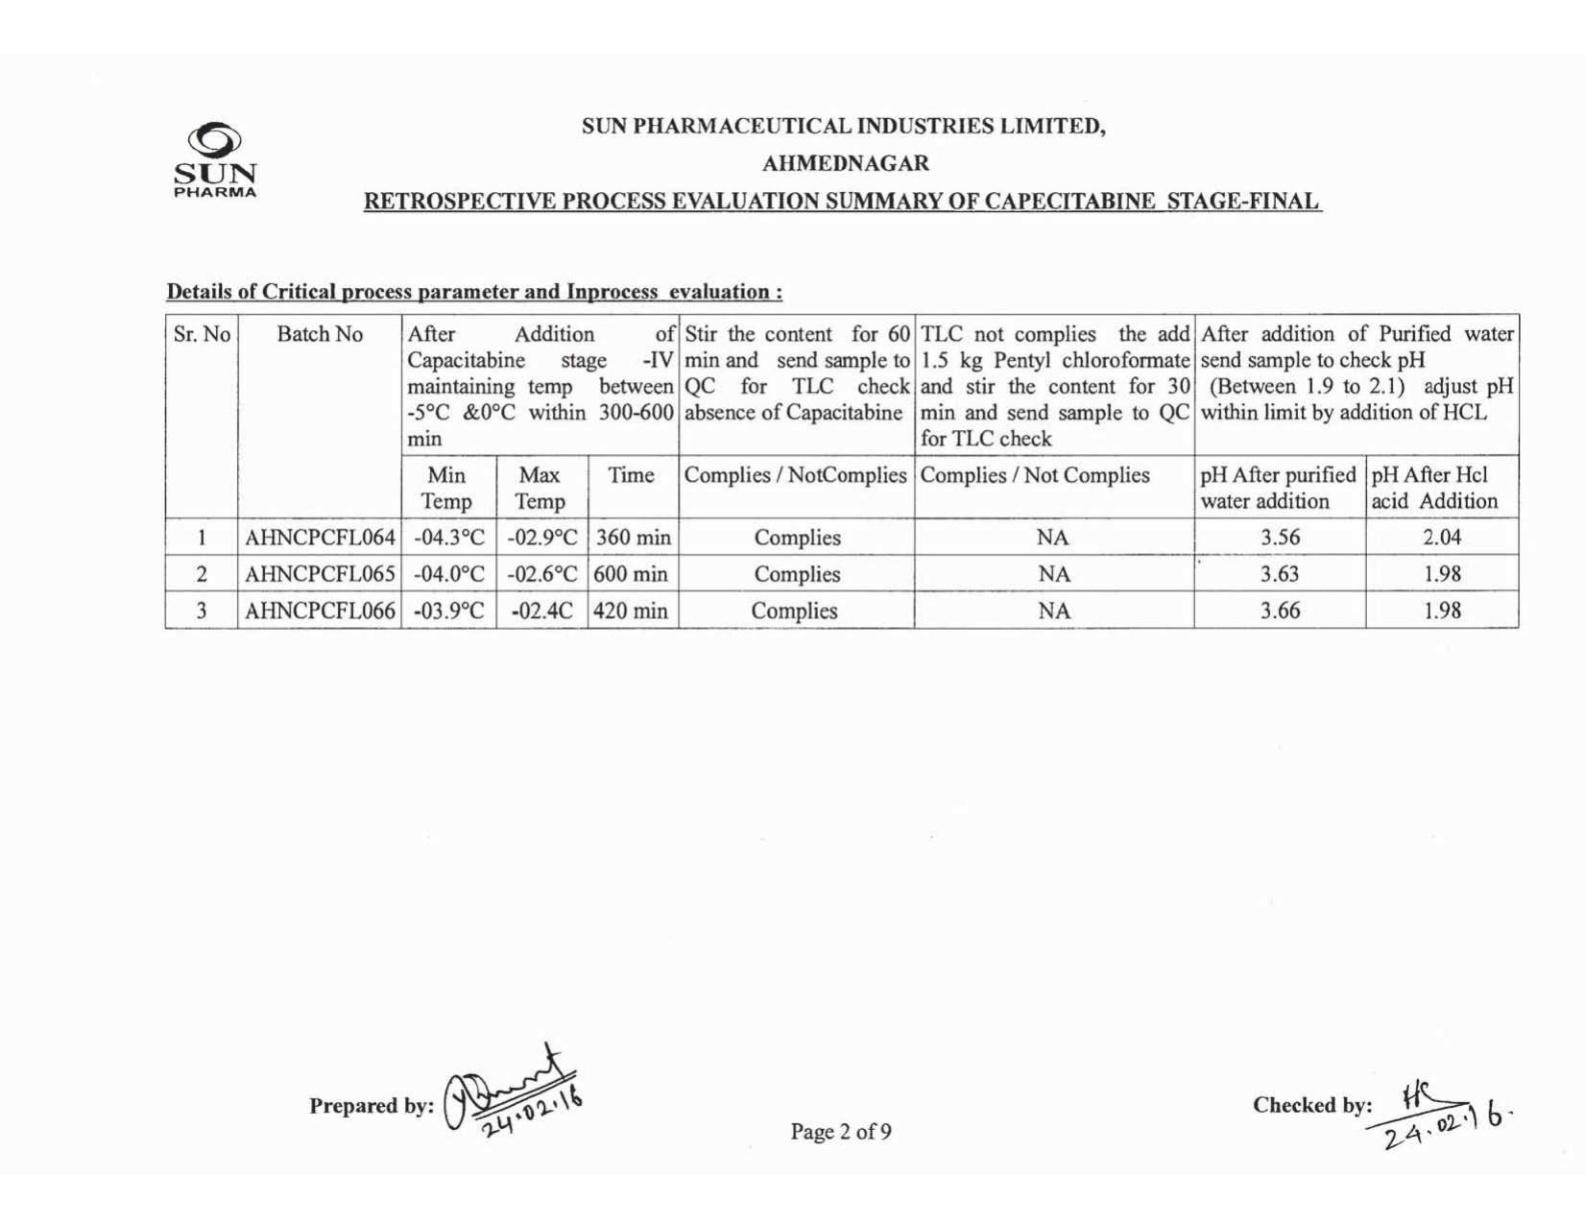 SUN
PHARMA
SUN PHARMACEUTICAL INDUSTRIES LIMITED,
AHMEDNAGAR
RETROSPECTIVE PROCESS EVALUATION SUMMARY OF CAPECITABINE STAGE-FINAL
Details of Critical process parameter and Inprocess evaluation :
Sr. No
Batch No
After Addition of
Capacitabine stage -IV
maintaining temp between
-5°C &0°C within 300-600
min
Stir the content for 60
min and send sample to
QC for TLC check
absence of Capacitabine
TLC not complies the add
1.5 kg Pentyl chloroformate
and stir the content for 30
min and send sample to QC
for TLC check
After addition of Purified water
send sample to check pH
(Between 1.9 to 2.1) adjust pH
within limit by addition of HCL
Min
Temp
Max
Temp
Time
Complies / NotComplies
Complies / Not Complies
pH After purified
water addition
pH After Hcl
acid Addition
1 AHNCPCFL064 -04.3°C -02.9°C 360 min Complies NA 3.56 2.04
2 AHNCPCFL065 -04.0°C -02.6°C 600 min Complies NA 3.63 1.98
3 AHNCPCFL066 -03.9°C -02.4C 420 min Complies NA 3.66 1.98
Prepared by:
24.02.16
Page 2 of 9
Checked by:
24.02.16.